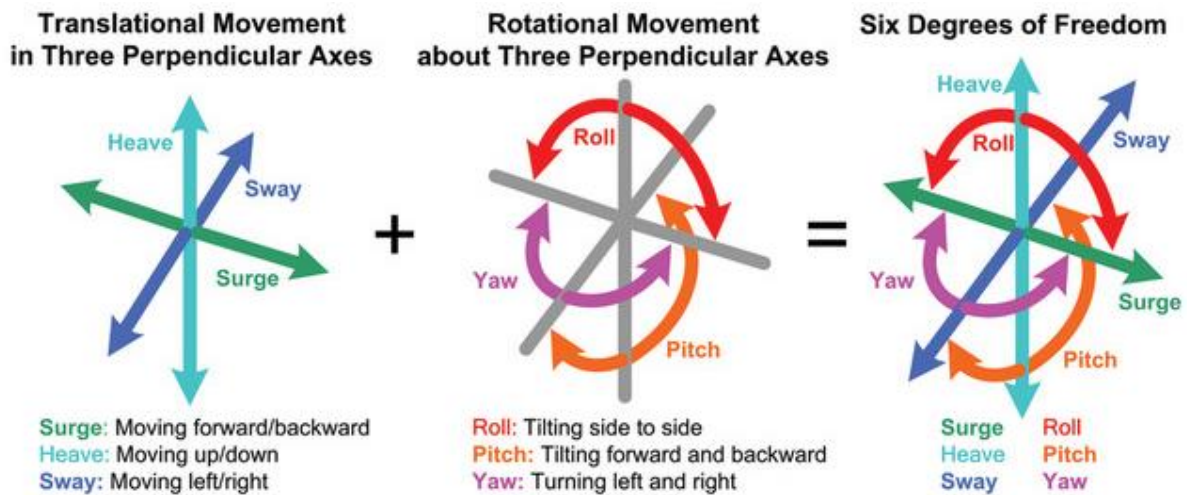 Translational Movement
in Three Perpendicular Axes
Heave
Sway
Surge
Surge: Moving forward/backward
Heave: Moving up/down
Sway: Moving left/right
+
Rotational Movement
about Three Perpendicular Axes
Roll
Yaw
Pitch
Roll: Tilting side to side
Pitch: Tilting forward and backward
Yaw: Turning left and right
=
Six Degrees of Freedom
Heave
Roll
Sway
Yaw
Surge
Pitch
Surge Roll
Heave Pitch
Sway Yaw